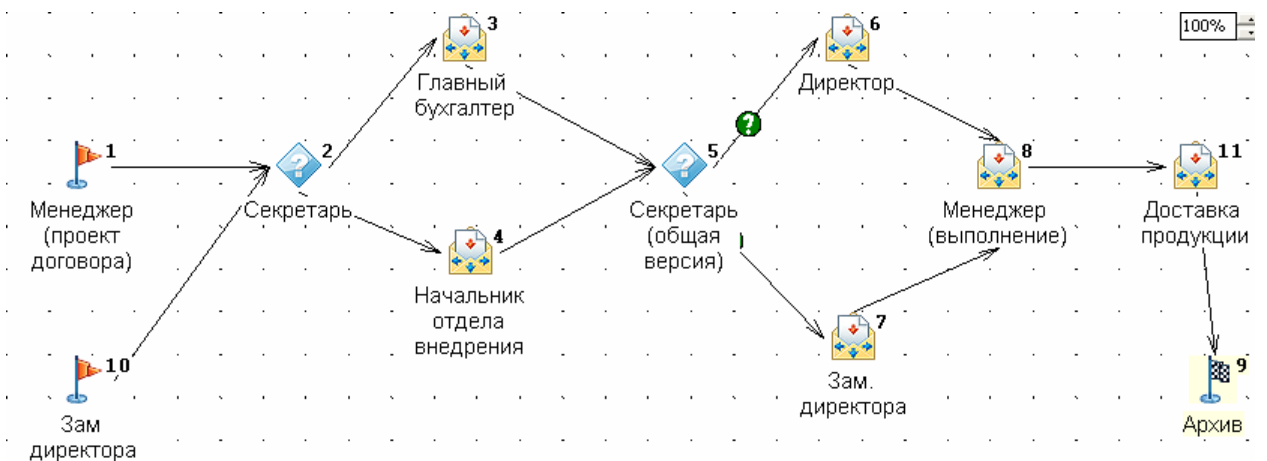 100%
1
Менеджер
(проект
договора)
10
Зам
директора
2
Секретарь
3
Главный
бухгалтер
4
Начальник
отдела
внедрения
5
Секретарь
(общая
версия)
6
Директор
7
Зам.
директора
8
Менеджер
(выполнение)
11
Доставка
продукции
9
Архив